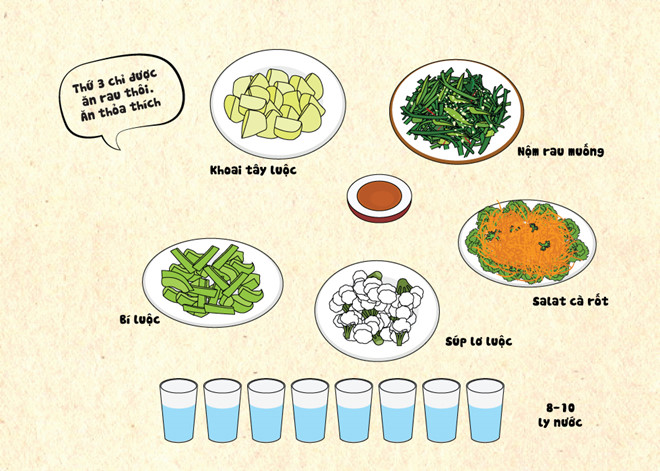 Thứ 3 chỉ được
ăn rau thôi.
Ăn thỏa thích
Khoai tây luộc
Nộm rau muống
Salat cà rốt
Bí luộc
Súp lơ luộc
8-10
ly nước